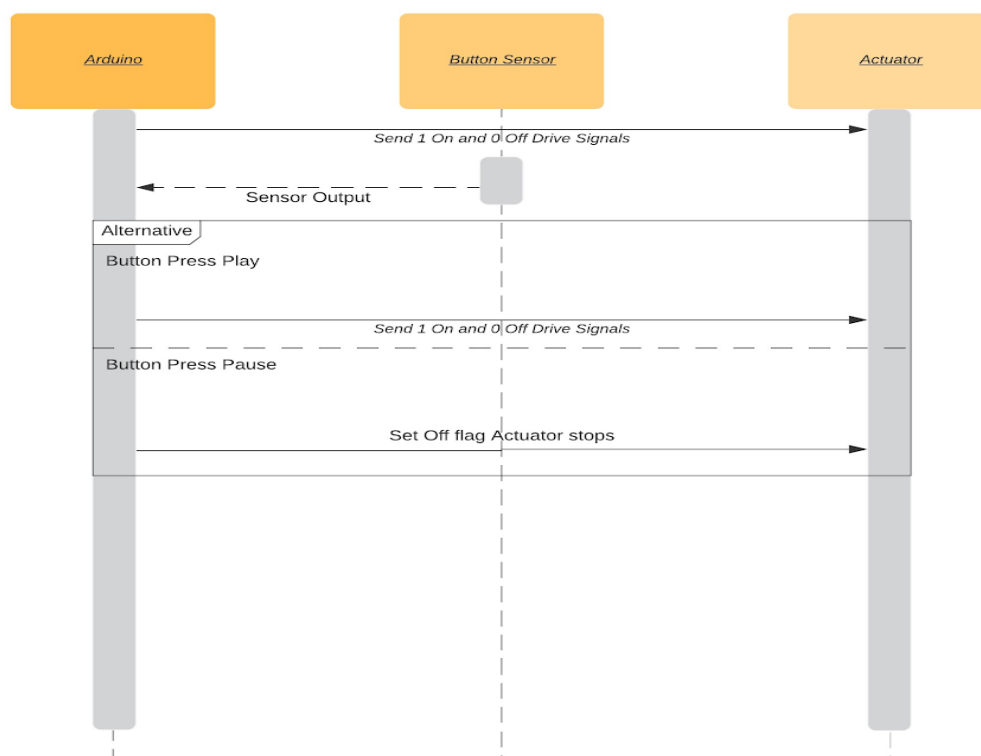 Arduino
Button Sensor
Actuator
Send 1 On and 0 Off Drive Signals
Sensor Output
Alternative
Button Press Play
Send 1 On and 0 Off Drive Signals
Button Press Pause
Set Off flag Actuator stops